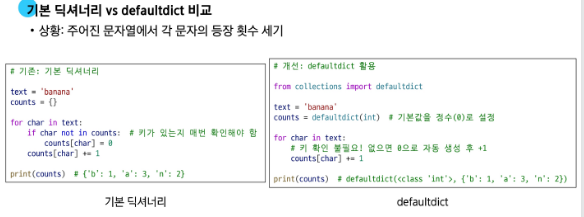 기본 딕셔너리 vs defaultdict 비교
• 상황: 주어진 문자열에서 각 문자의 등장 횟수 세기
# 기존: 기본 딕셔너리
text = 'banana'
counts = {}
for char in text:
if char not in counts: # 키가 있는지 매번 확인해야 함
counts[char] = 0
counts[char] += 1
print(counts) # {'b': 1, 'a': 3, 'n': 2}
기본 딕셔너리
# 개선: defaultdict 활용
from collections import defaultdict
text = 'banana'
counts = defaultdict(int) # 기본값을 정수(0)로 설정
for char in text:
# 키 확인 불필요! 없으면 0으로 자동 생성 후 +1
counts[char] += 1
print(counts) # defaultdict(<class 'int'>, {'b': 1, 'a': 3, 'n': 2})
defaultdict